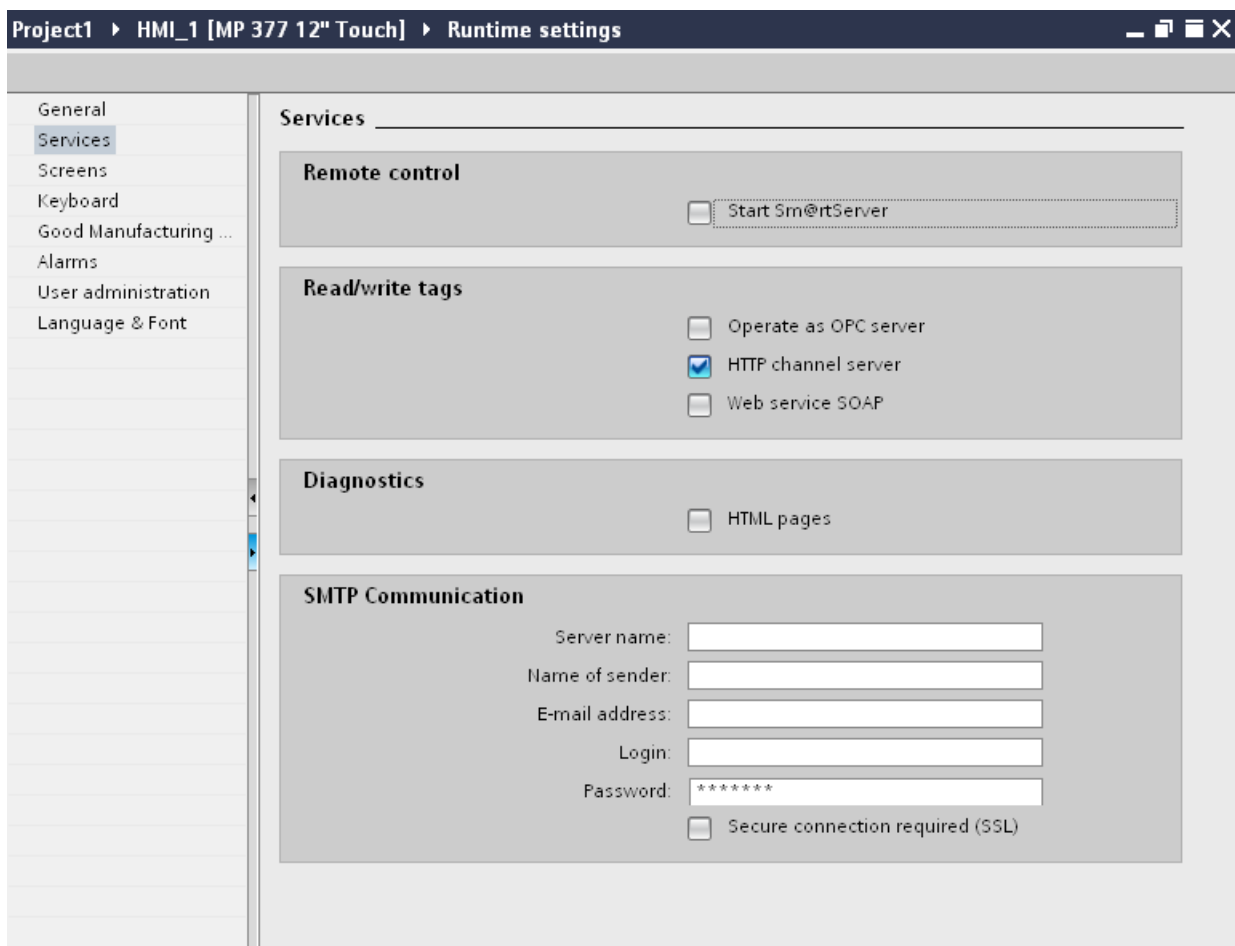 Project1 ▸ HMI_1 [MP 377 12" Touch] ▸ Runtime settings
General
Services
Screens
Keyboard
Good Manufacturing ...
Alarms
User administration
Language & Font
Services
Remote control
Start Sm@rtServer
Read/write tags
Operate as OPC server
HTTP channel server
Web service SOAP
Diagnostics
HTML pages
SMTP Communication
Server name:
Name of sender:
E-mail address:
Login:
Password: *******
Secure connection required (SSL)